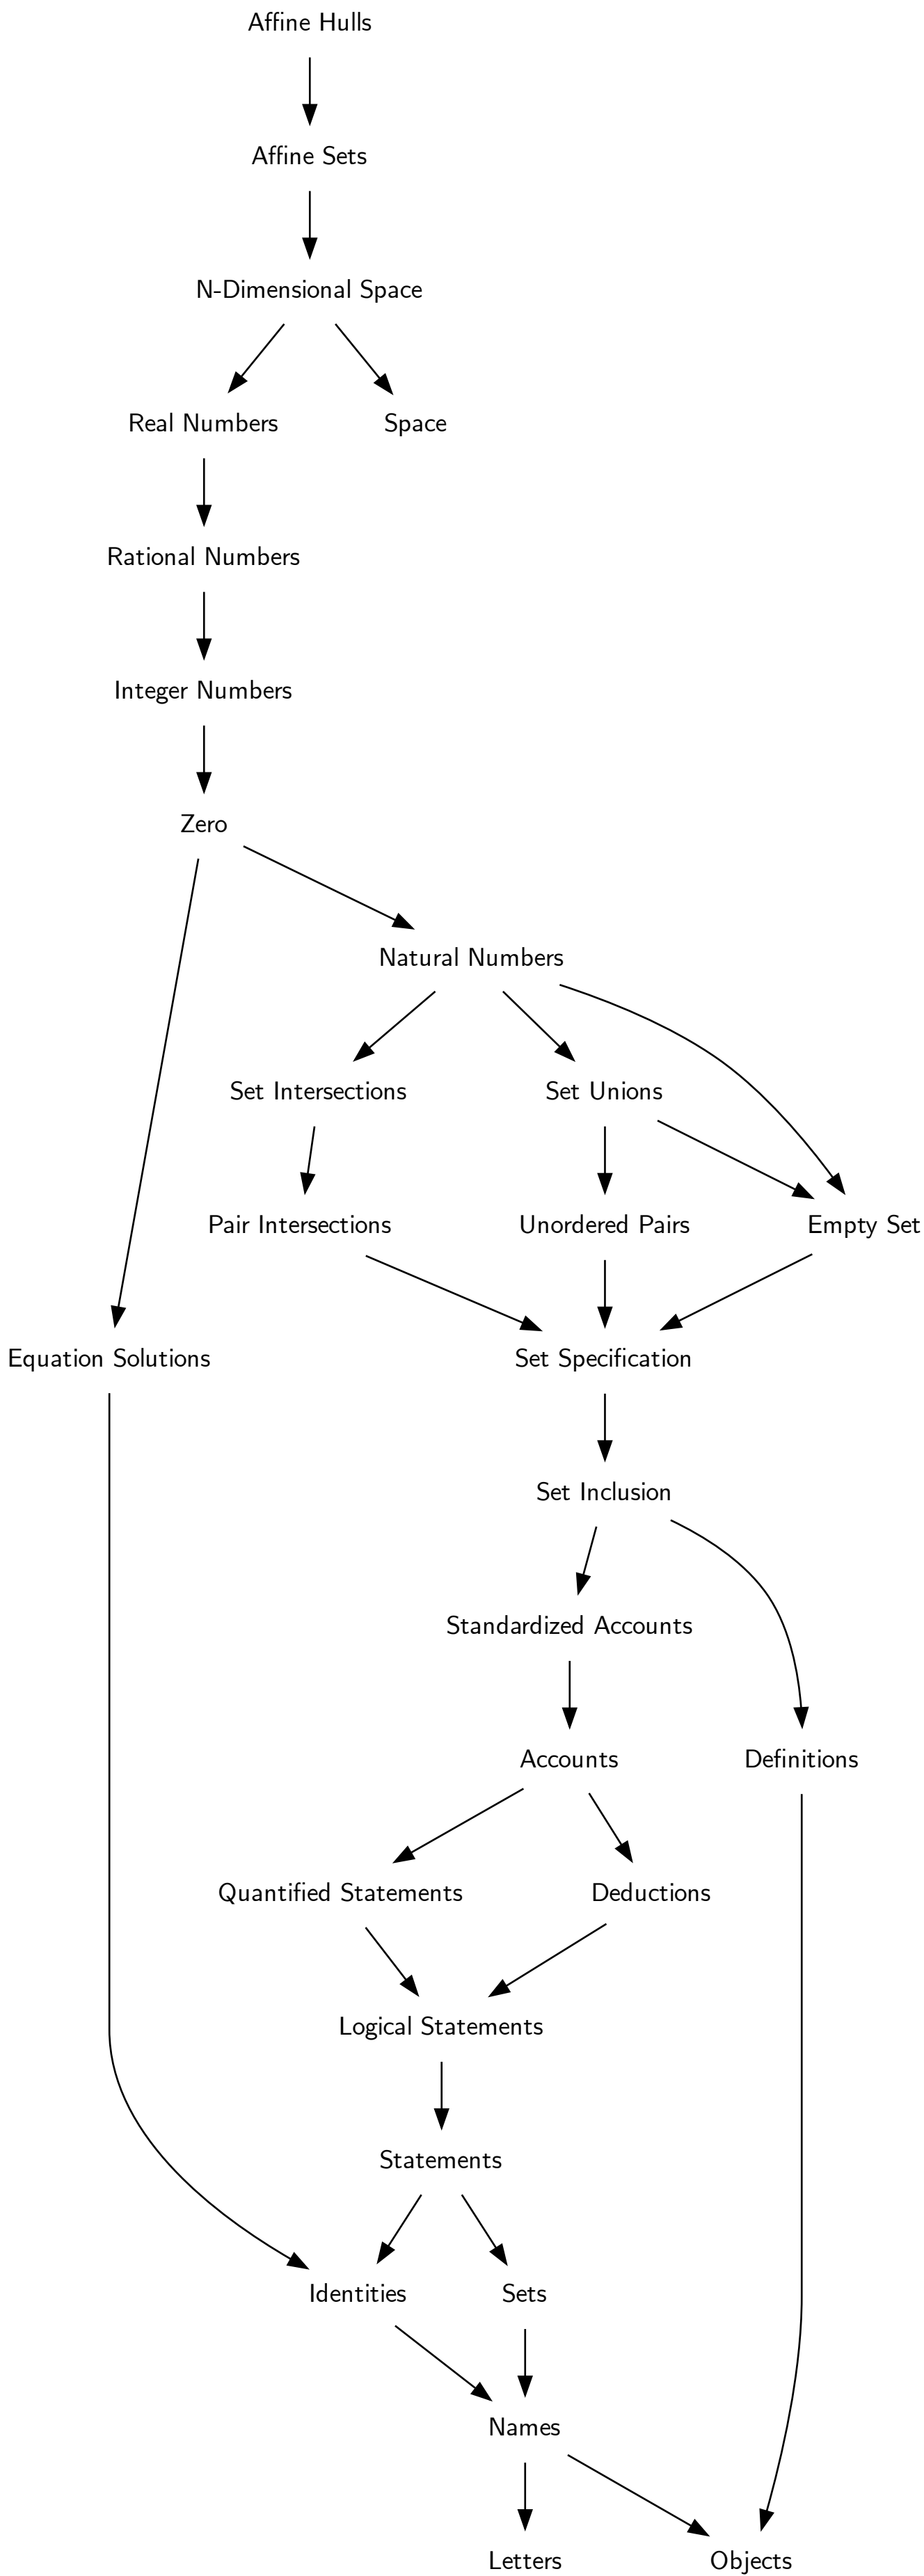 Affine Hulls
Affine Sets
N-Dimensional Space
Real Numbers
Space
Rational Numbers
Integer Numbers
Zero
Natural Numbers
Set Intersections
Set Unions
Pair Intersections
Unordered Pairs
Empty Set
Equation Solutions
Set Specification
Set Inclusion
Standardized Accounts
Accounts
Definitions
Quantified Statements
Deductions
Logical Statements
Statements
Identities
Sets
Names
Letters
Objects